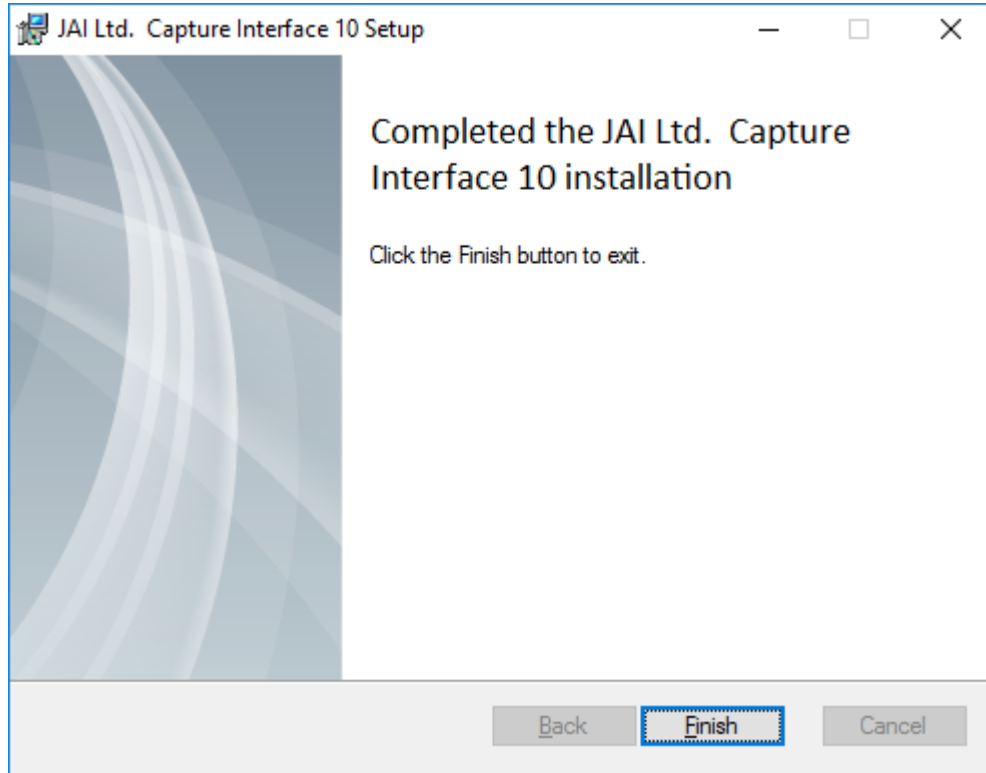 JAI Ltd.  Capture Interface 10 Setup
Completed the JAI Ltd.  Capture
Interface 10 installation
Click the Finish button to exit.
Back Finish Cancel